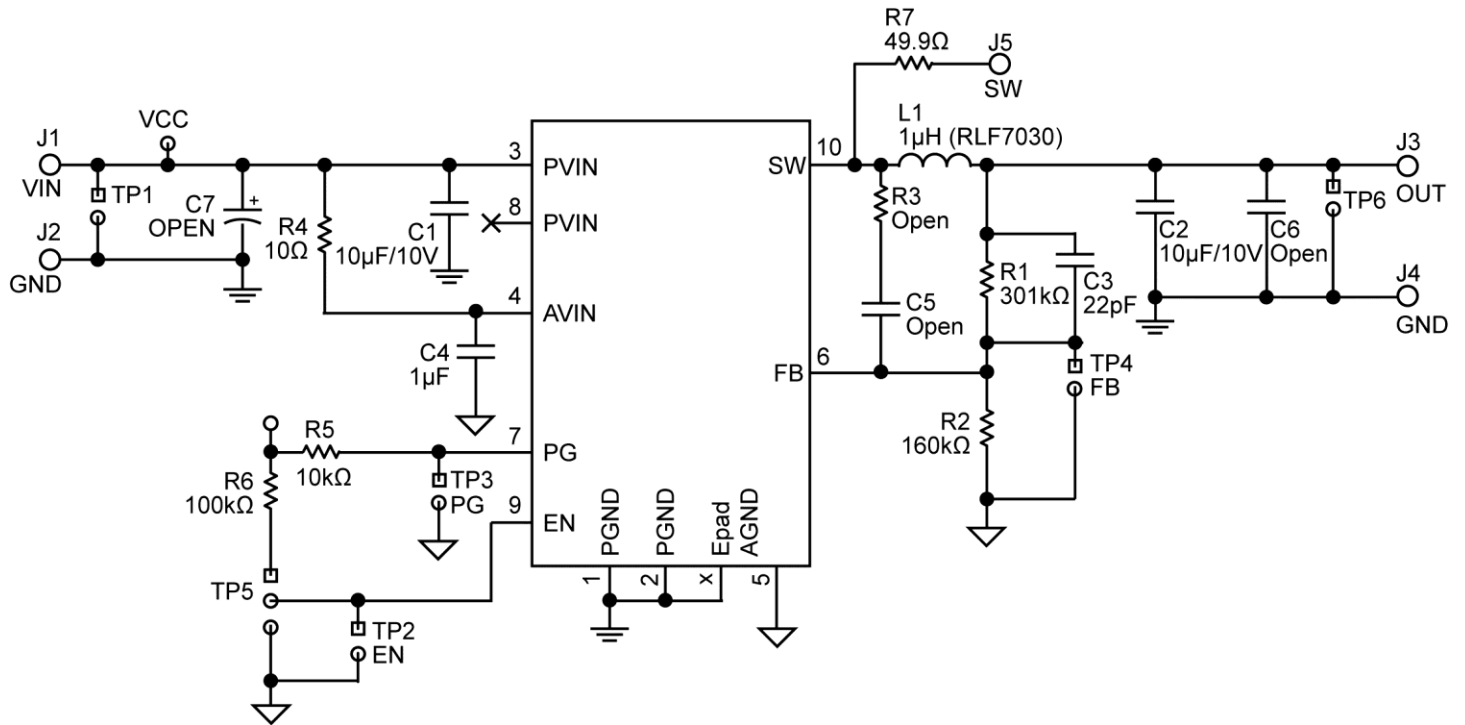 R7
49.9Ω
J5
SW
VCC
J1
VIN
TP1
J2
GND
C7
OPEN
+
R4
10Ω
C1
10µF/10V
C4
1µF
3
PVIN
8
PVIN
4
AVIN
7
PG
9
EN
R5
10kΩ
R6
100kΩ
TP3
PG
TP5
TP2
EN
PGND
PGND
Epad
AGND
1
2
x
5
SW
10
FB
6
L1
1µH (RLF7030)
R3
Open
C5
Open
R1
301kΩ
C3
22pF
TP4
FB
R2
160kΩ
C2
10µF/10V
C6
Open
TP6
J3
OUT
J4
GND